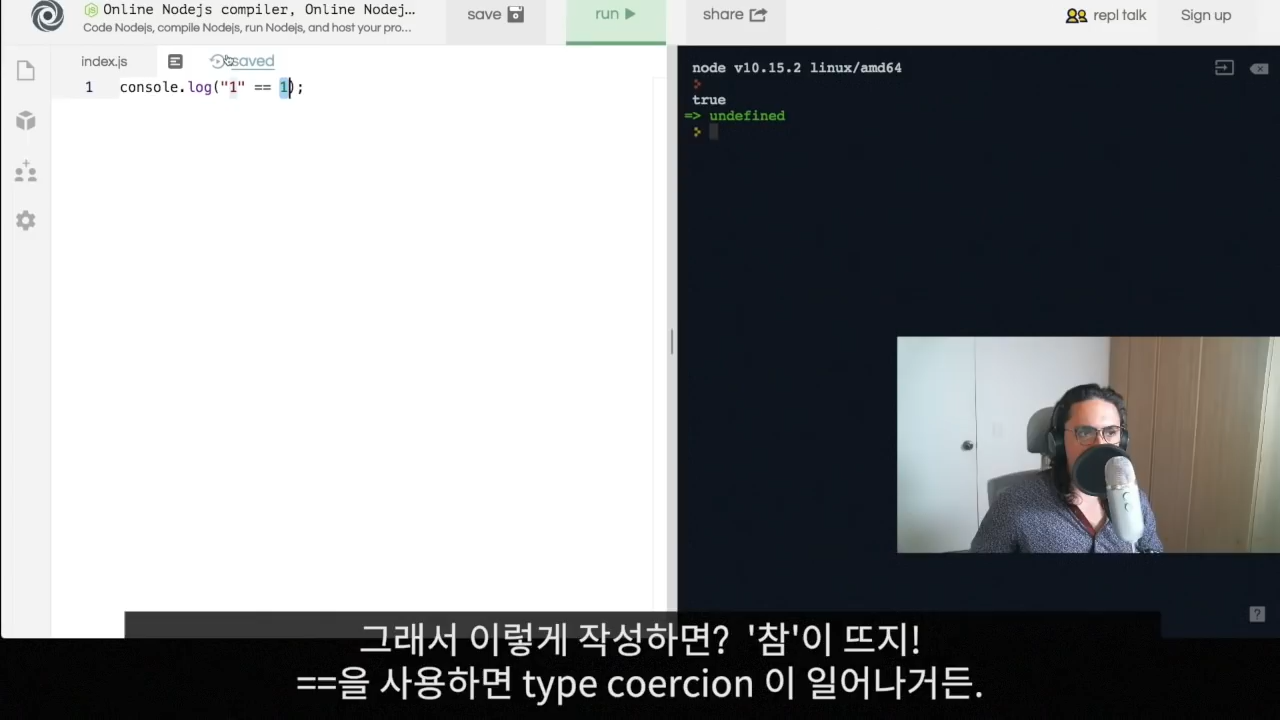 Online Nodejs compiler, Online Nodej...
Code Nodejs, compile Nodejs, run Nodejs, and host your pro...
save
run
share
repl talk
Sign up
index.js
saved
1 console.log("1" == 1);
node v10.15.2 linux/amd64
true
=> undefined
?
그래서 이렇게 작성하면? '참'이 뜨지!
==을 사용하면 type coercion 이 일어나거든.